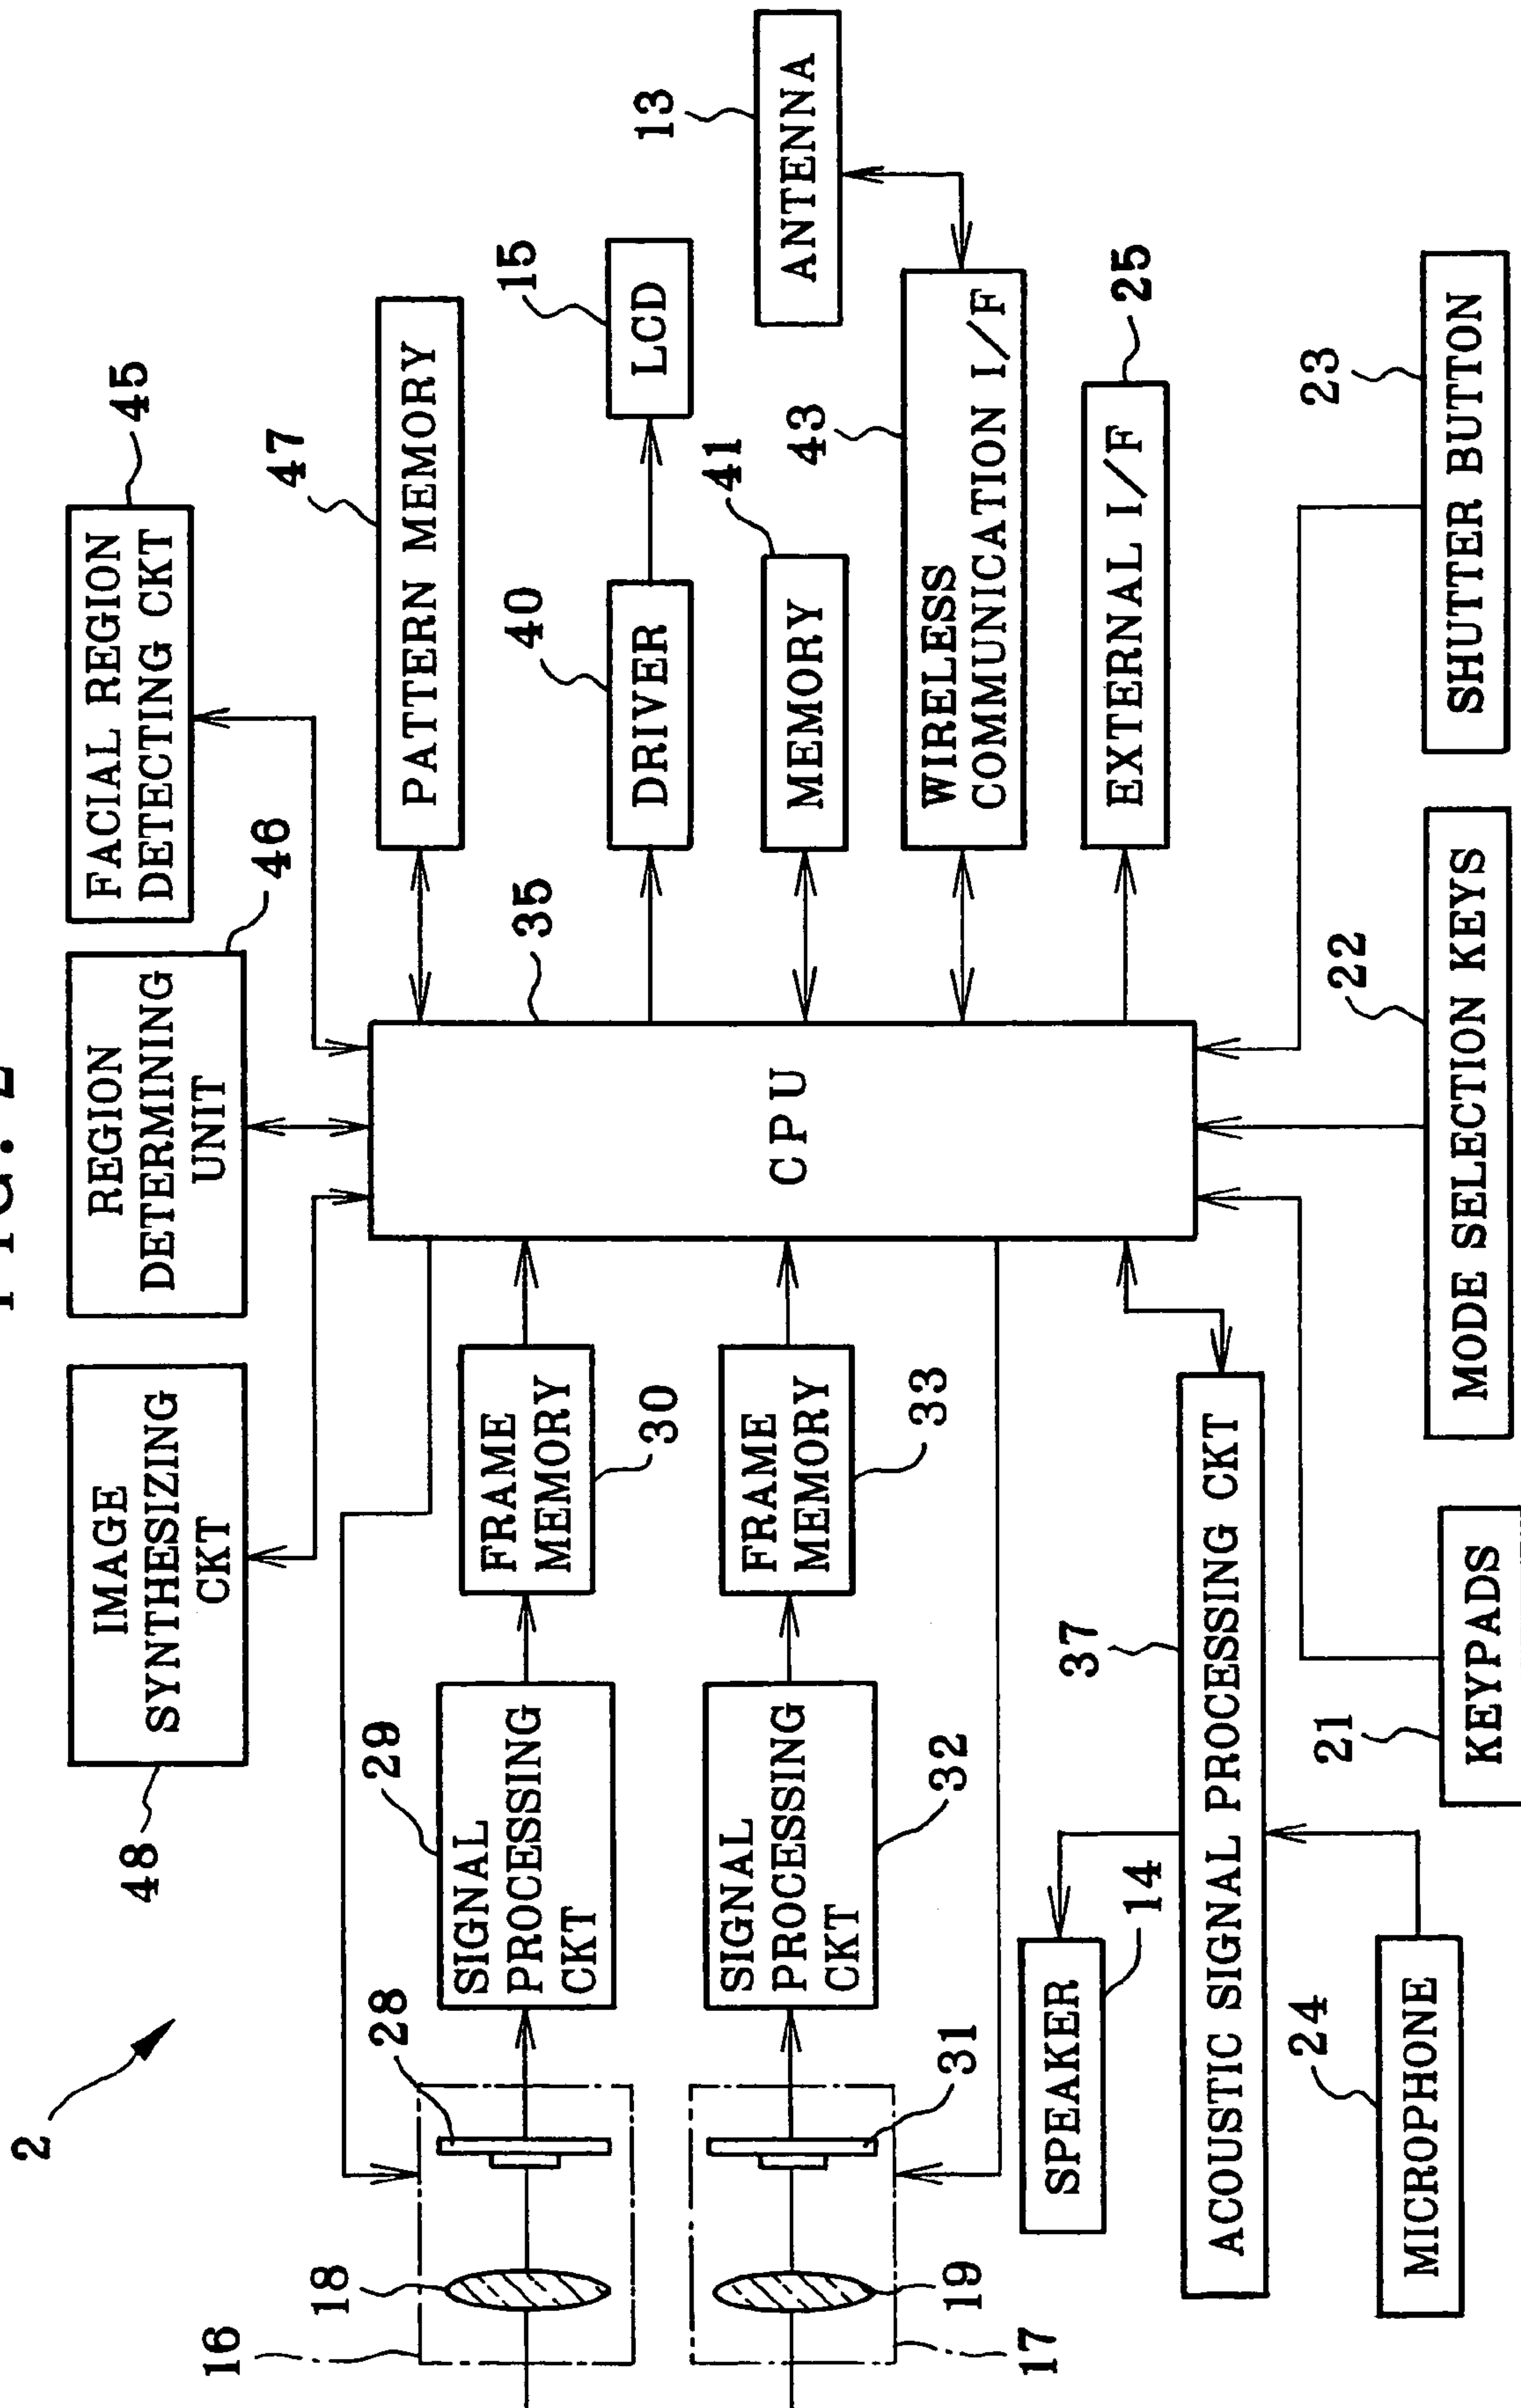 FIG. 2
2
48
IMAGE
SYNTHESIZING
CKT
REGION
DETERMINING
UNIT
46
FACIAL REGION
DETECTING CKT
45
47
PATTERN MEMORY
16
18
28
29
SIGNAL
PROCESSING
CKT
FRAME
MEMORY
30
35
CPU
40
DRIVER
15
LCD
41
MEMORY
13
ANTENNA
17
19
31
SIGNAL
PROCESSING
CKT
32
FRAME
MEMORY
33
43
WIRELESS
COMMUNICATION I/F
EXTERNAL I/F
25
SPEAKER
14
37
ACOUSTIC SIGNAL PROCESSING CKT
24
MICROPHONE
21
KEYPADS
22
MODE SELECTION KEYS
23
SHUTTER BUTTON